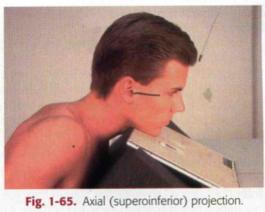 Fig. 1-65. Axial (superoinferior) projection.